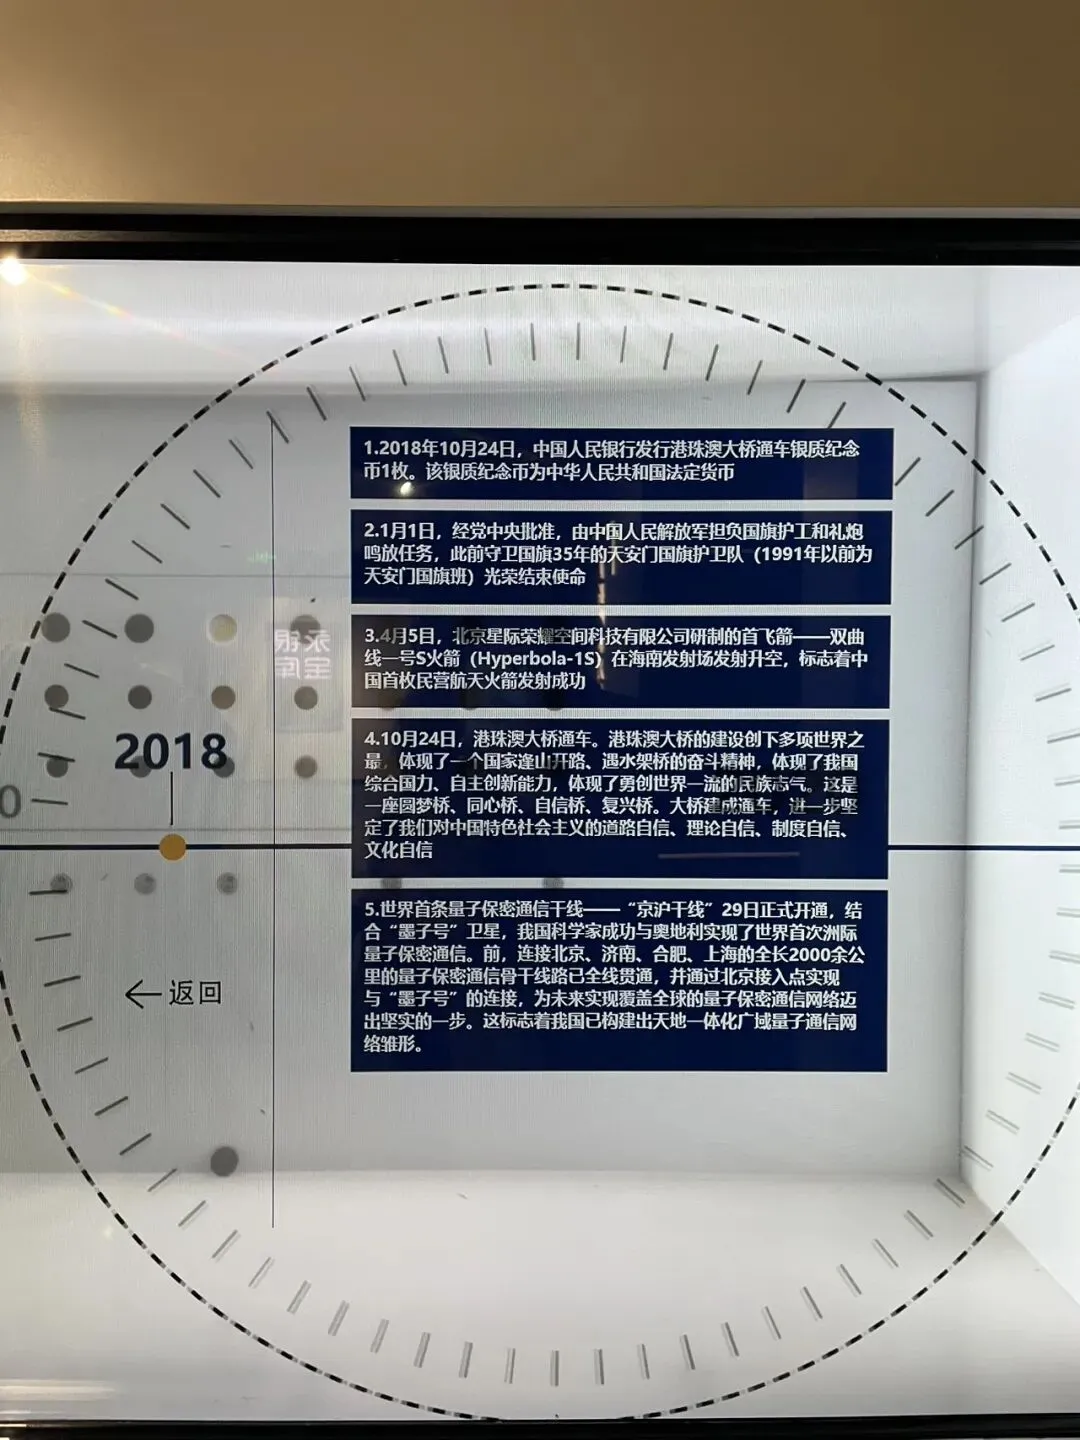 1.2018年10月24日，中国人民银行发行港珠澳大桥通车银质纪念
币1枚。该银质纪念币为中华人民共和国法定货币
2.1月1日，经党中央批准，由中国人民解放军担负国旗护工和礼炮
鸣放任务，此前守卫国旗35年的天安门国旗护卫队（1991年以前为
天安门国旗班）光荣结束使命
3.4月5日，北京星际荣耀空间科技有限公司研制的首飞箭——双曲
线一号S火箭（Hyperbola-1S）在海南发射场发射升空，标志着中
国首枚民营航天火箭发射成功
2018
0
4.10月24日，港珠澳大桥通车。港珠澳大桥的建设创下多项世界之
最，体现了一个国家逢山开路、遇水架桥的奋斗精神，体现了我国
综合国力、自主创新能力，体现了勇创世界一流的民族志气。这是
一座圆梦桥、同心桥、自信桥、复兴桥。大桥建成通车，进一步坚
定了我们对中国特色社会主义的道路自信、理论自信、制度自信、
文化自信
5.世界首条量子保密通信干线——“京沪干线”29日正式开通，结
合“墨子号”卫星，我国科学家成功与奥地利实现了世界首次洲际
量子保密通信。前，连接北京、济南、合肥、上海的全长2000余公
里的量子保密通信骨干线路已全线贯通，并通过北京接入点实现
与“墨子号”的连接，为未来实现覆盖全球的量子保密通信网络迈
出坚实的一步。这标志着我国已构建出天地一体化广域量子通信网
络雏形。
返回